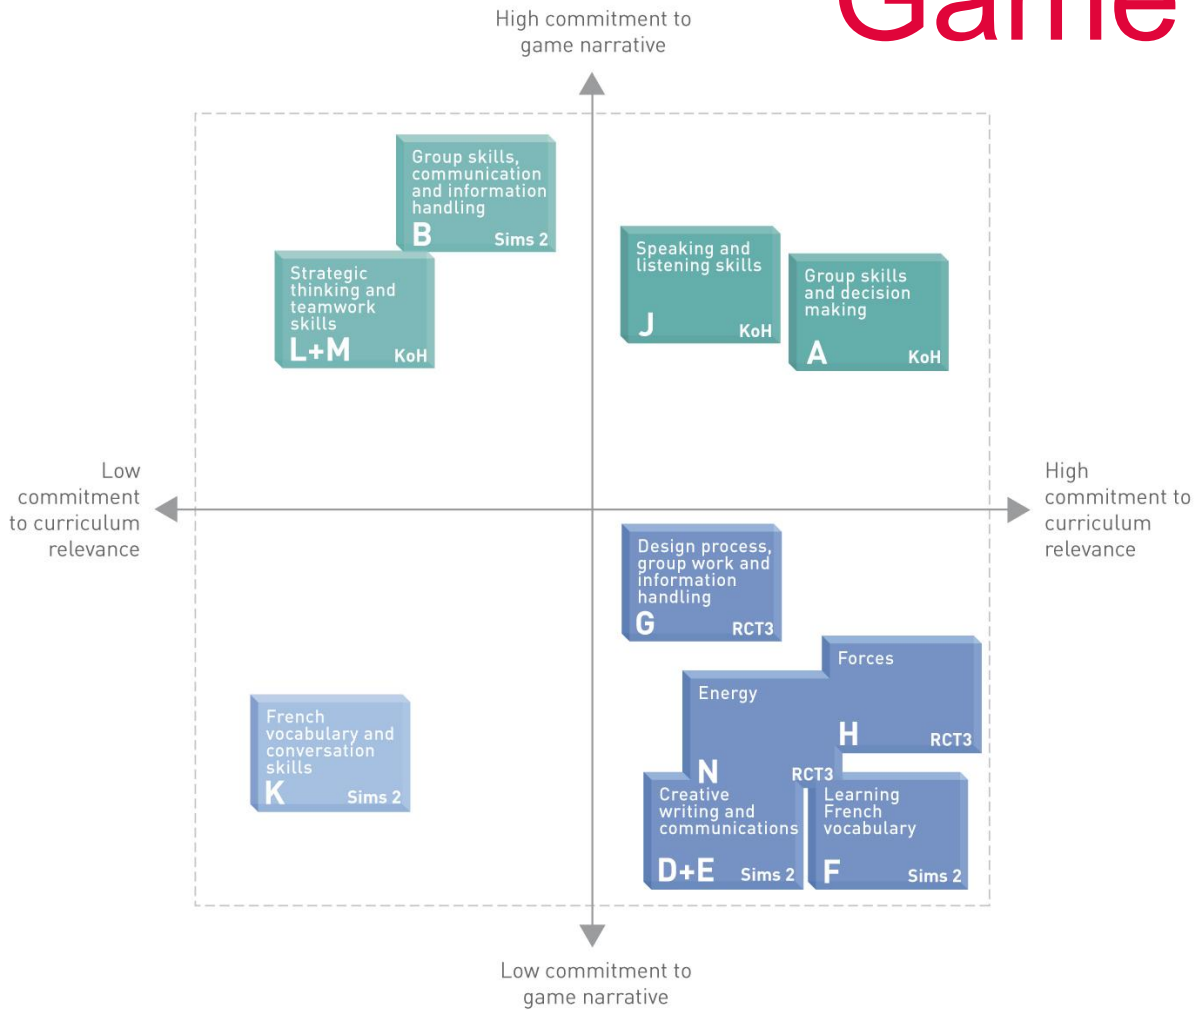 Game
High commitment to
game narrative
Group skills,
communication
and information
handling
B Sims 2
Strategic
thinking and
teamwork
skills
L+M KoH
Speaking and
listening skills
J KoH
Group skills
and decision
making
A KoH
Low
commitment
to curriculum
relevance
High
commitment to
curriculum
relevance
Design process,
group work and
information
handling
G RCT3
Forces
H RCT3
Energy
N RCT3
French
vocabulary and
conversation
skills
K Sims 2
Creative
writing and
communications
D+E Sims 2
Learning
French
vocabulary
F Sims 2
Low commitment to
game narrative